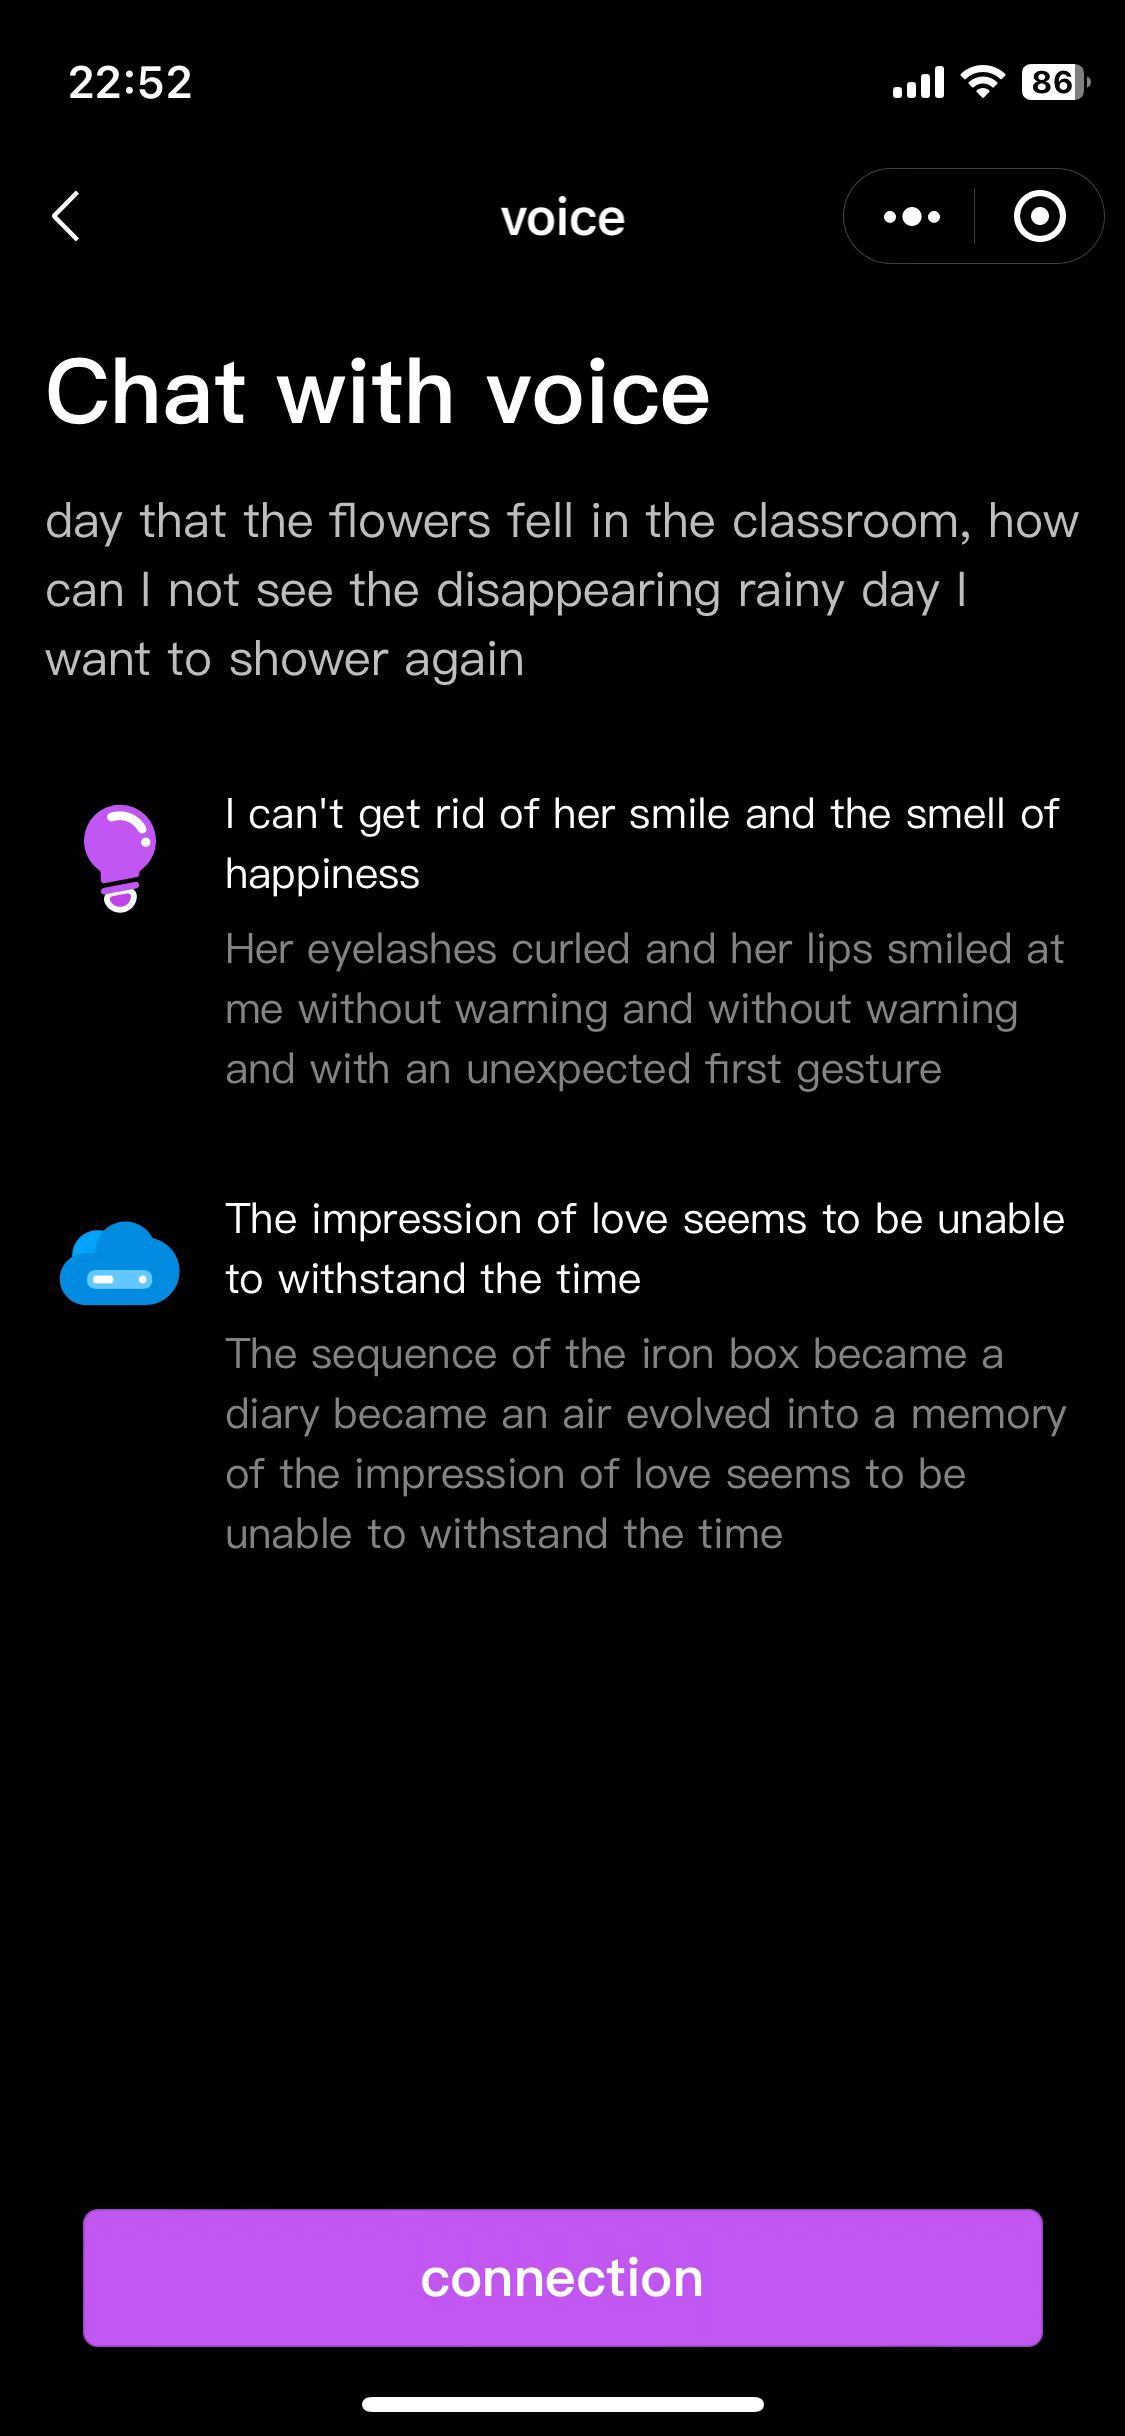 22:52
86
voice
Chat with voice
day that the flowers fell in the classroom, how
can I not see the disappearing rainy day I
want to shower again
I can't get rid of her smile and the smell of
happiness
Her eyelashes curled and her lips smiled at
me without warning and without warning
and with an unexpected first gesture
The impression of love seems to be unable
to withstand the time
The sequence of the iron box became a
diary became an air evolved into a memory
of the impression of love seems to be
unable to withstand the time
connection